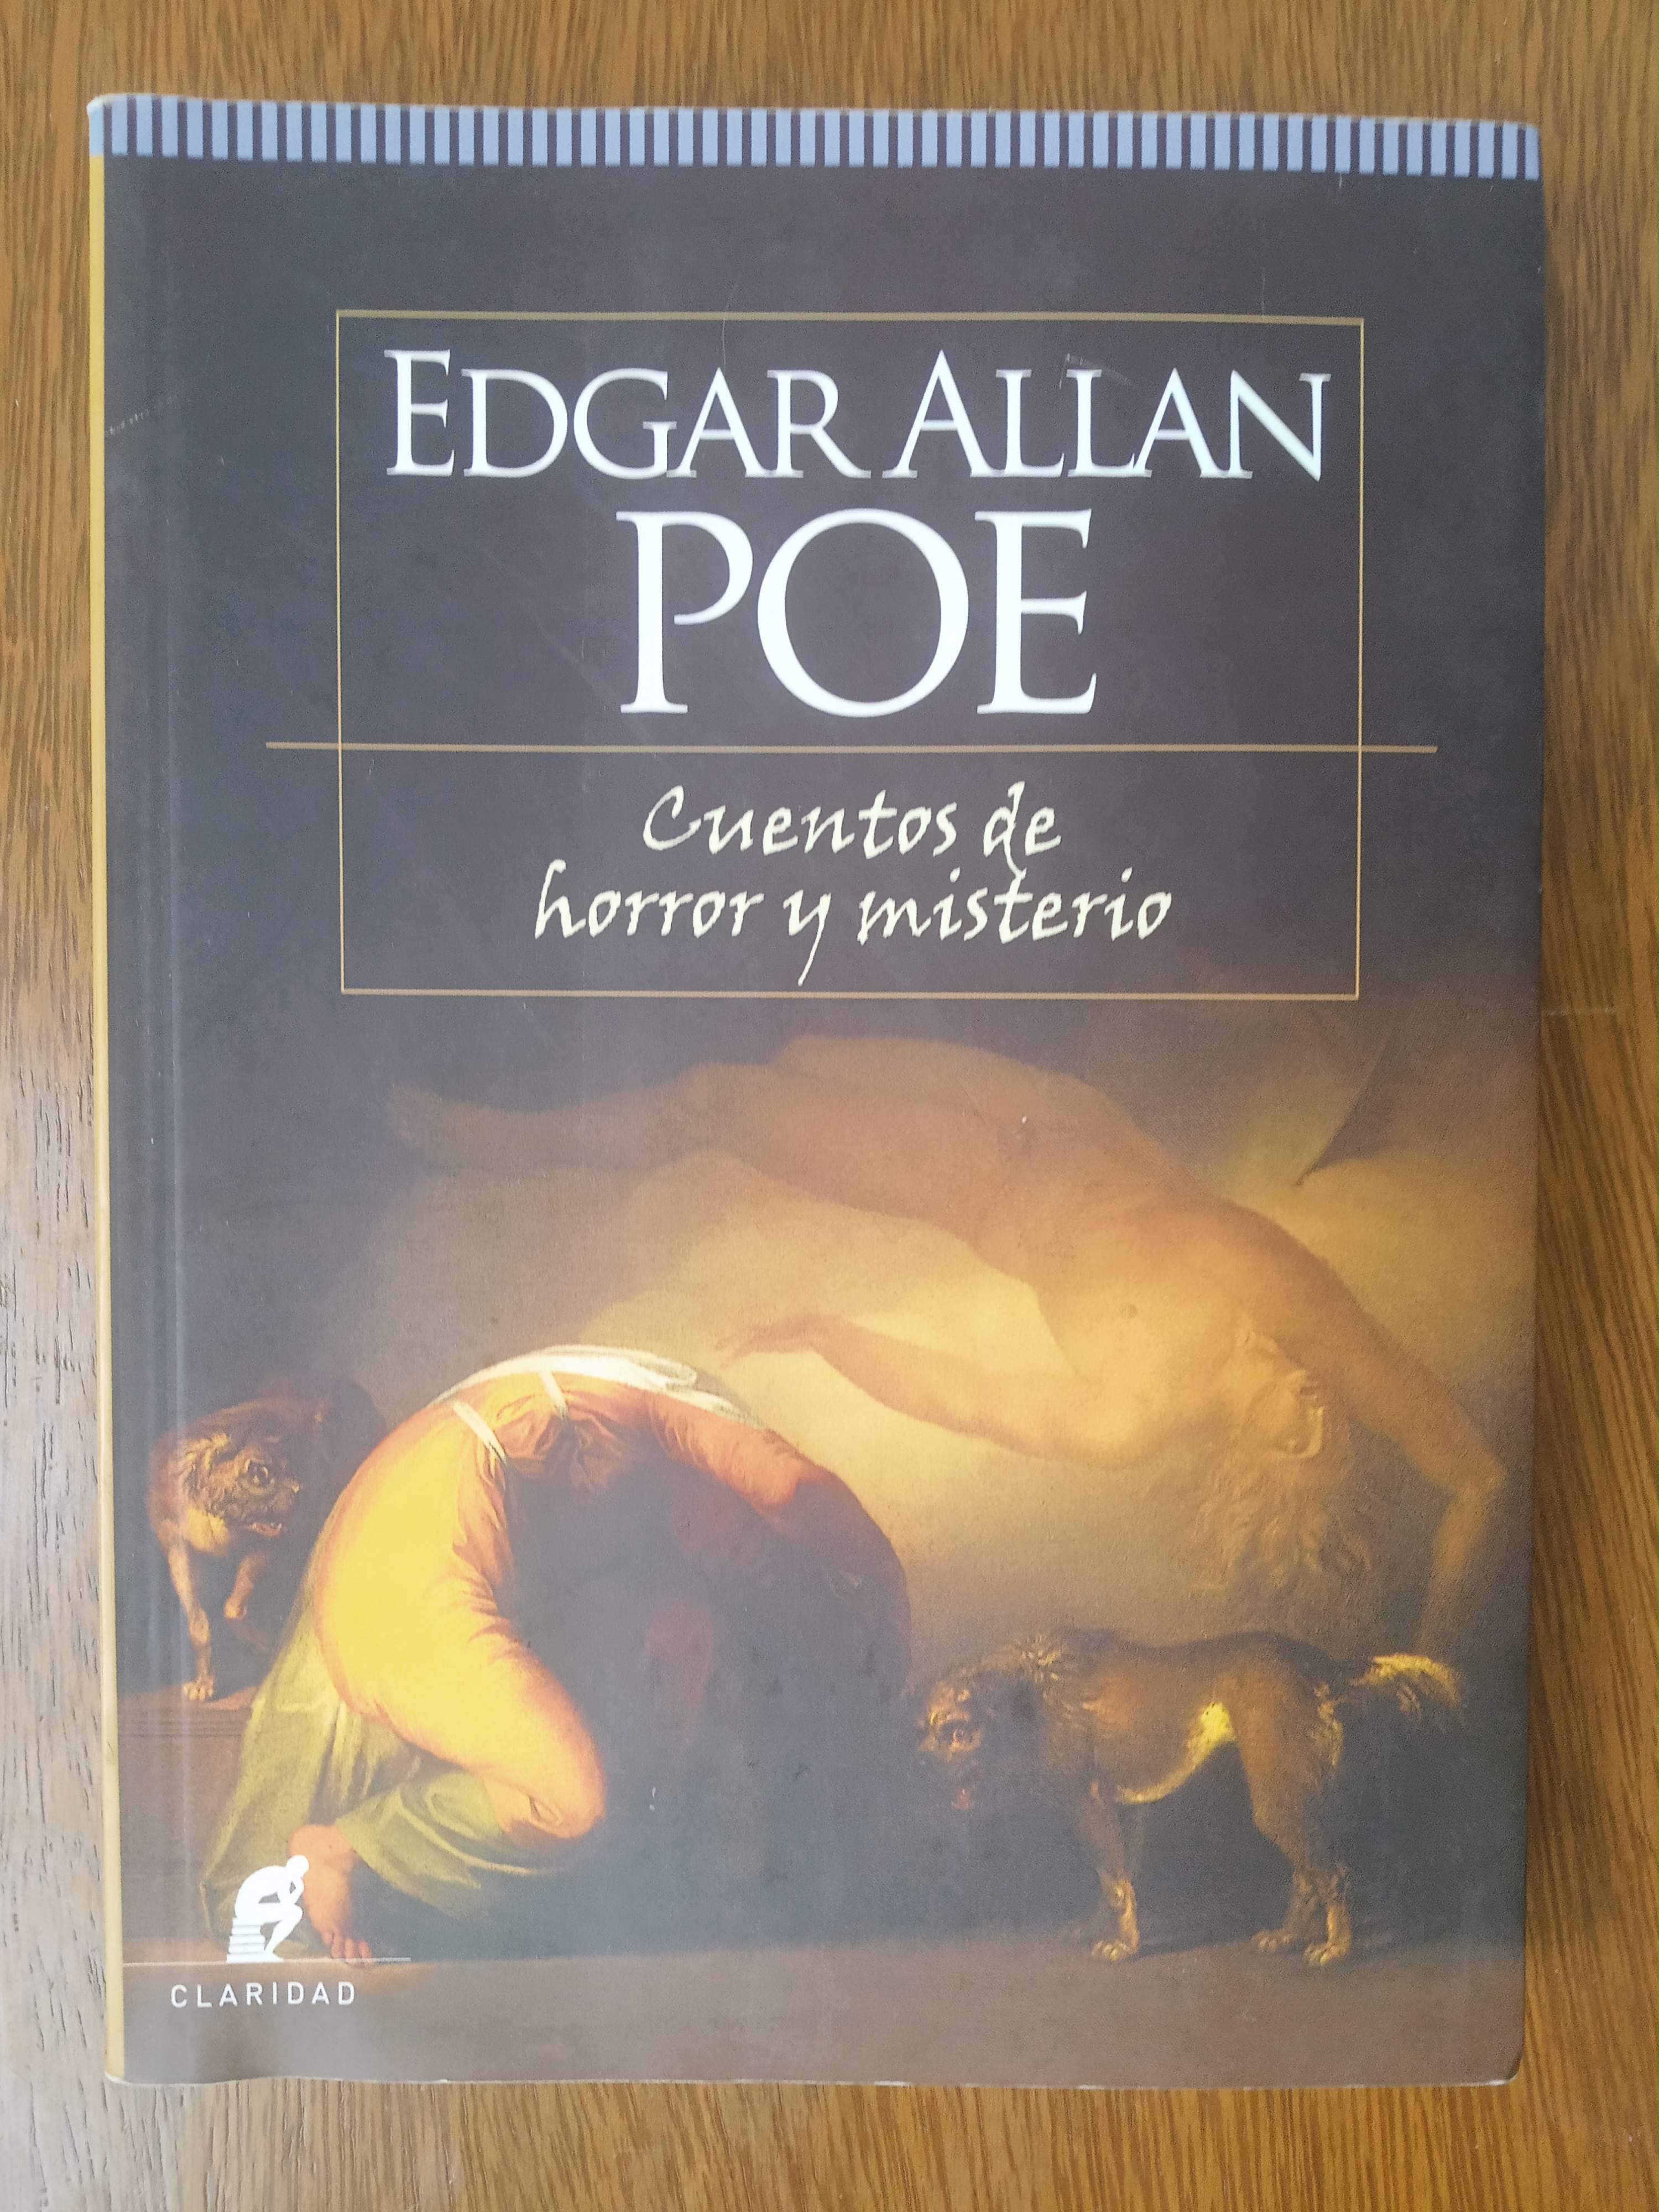 EDGAR ALLAN
POE
Cuentos de
horror y misterio
CLARIDAD